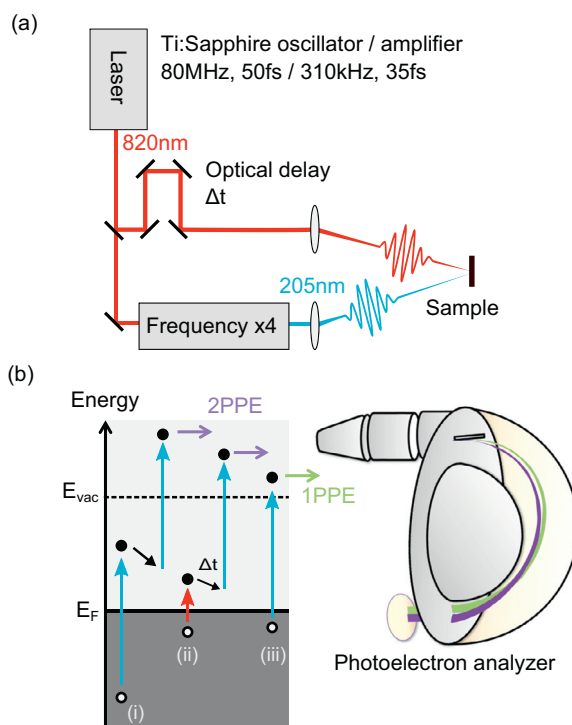 (a)
Laser
Ti:Sapphire oscillator / amplifier
80MHz, 50fs / 310kHz, 35fs
820nm
Optical delay
Δt
205nm
Sample
Frequency x4
(b)
Energy
2PPE
1PPE
E_vac
Δt
E_F
(i)
(ii)
(iii)
Photoelectron analyzer